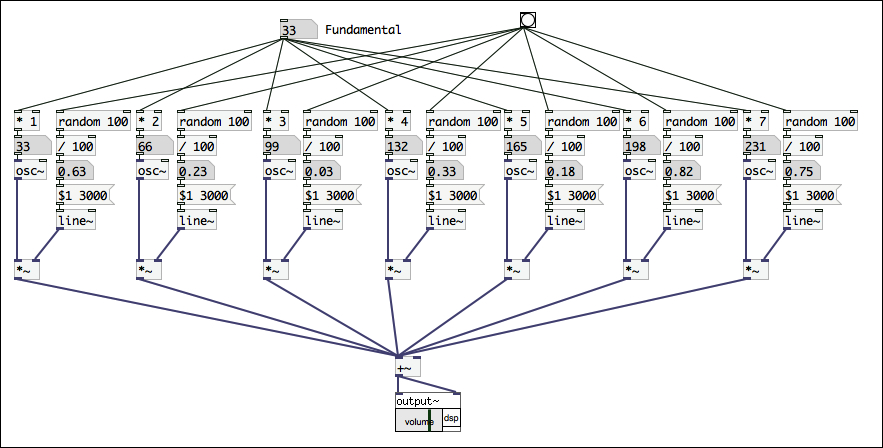 33 Fundamental
* 1 random 100 * 2 random 100 * 3 random 100 * 4 random 100 * 5 random 100 * 6 random 100 * 7 random 100
33 / 100 66 / 100 99 / 100 132 / 100 165 / 100 198 / 100 231 / 100
osc~ 0.63 osc~ 0.23 osc~ 0.03 osc~ 0.33 osc~ 0.18 osc~ 0.82 osc~ 0.75
$1 3000 $1 3000 $1 3000 $1 3000 $1 3000 $1 3000 $1 3000
line~ line~ line~ line~ line~ line~ line~
*~ *~ *~ *~ *~ *~ *~
+~
output~
volume dsp